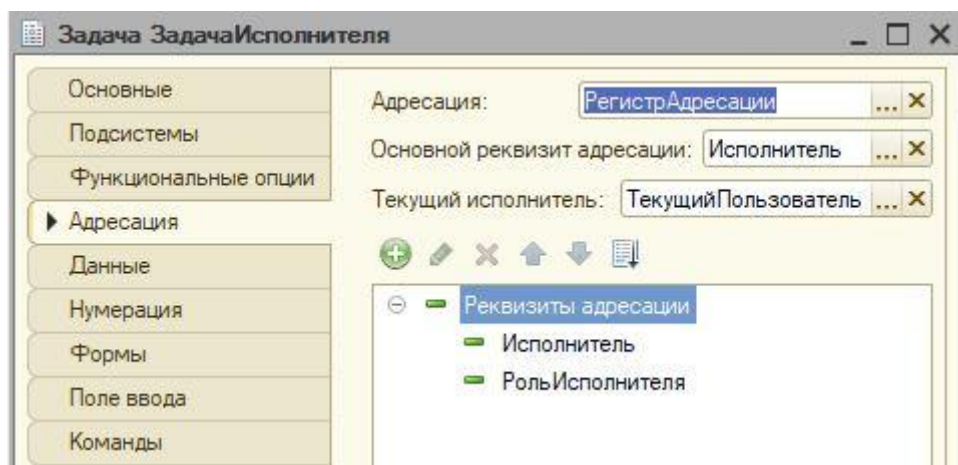 Задача ЗадачаИсполнителя
Основные
Подсистемы
Функциональные опции
Адресация
Данные
Нумерация
Формы
Поле ввода
Команды
Адресация: РегистрАдресации ...
Основной реквизит адресации: Исполнитель ...
Текущий исполнитель: ТекущийПользователь ...
Реквизиты адресации
Исполнитель
РольИсполнителя